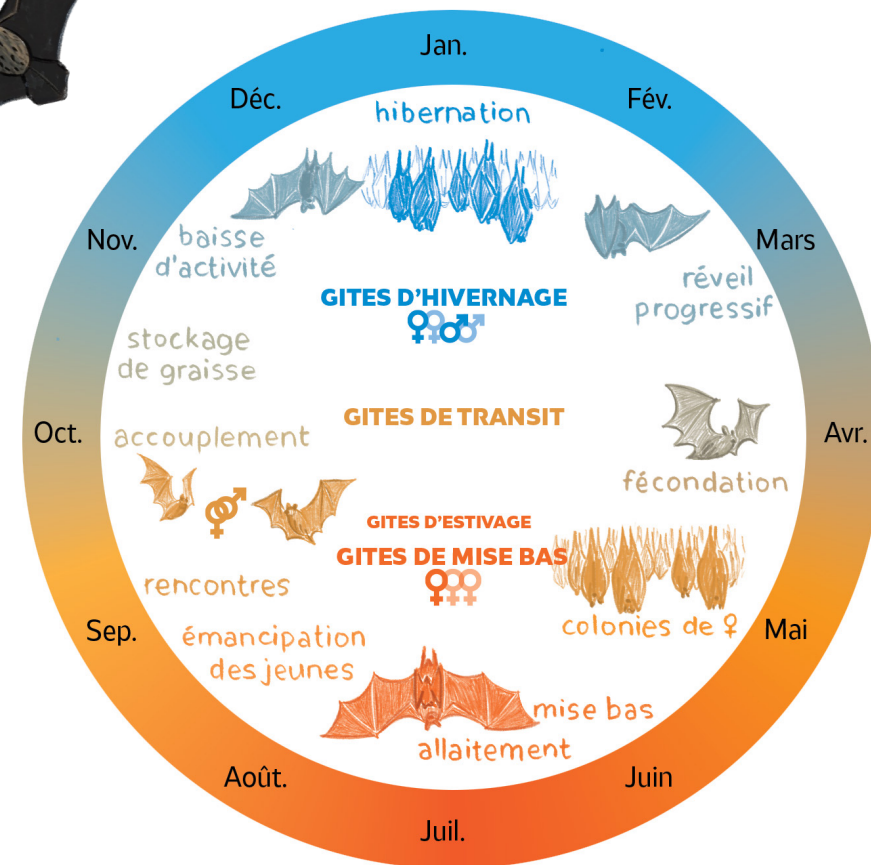 Jan.
Déc.
Fév.
hibernation
Nov.
Mars
baisse
d'activité
réveil
progressif
GITES D'HIVERNAGE
♀♀♂♂
stockage
de graisse
GITES DE TRANSIT
Oct.
Avr.
accouplement
fécondation
GITES D'ESTIVAGE
GITES DE MISE BAS
♀♀♀
rencontres
colonies de ♀
Sep.
Mai
émancipation
des jeunes
mise bas
allaitement
Août.
Juin
Juil.